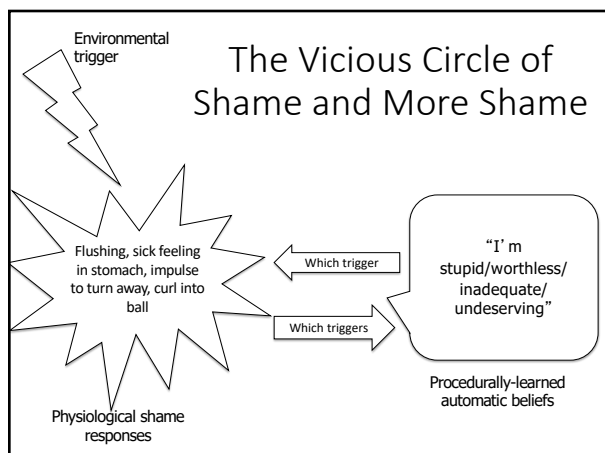 Environmental
trigger
The Vicious Circle of
Shame and More Shame
Flushing, sick feeling
in stomach, impulse
to turn away, curl into
ball
Which trigger
Which triggers
“I’m
stupid/worthless/
inadequate/
undeserving”
Physiological shame
responses
Procedurally-learned
automatic beliefs